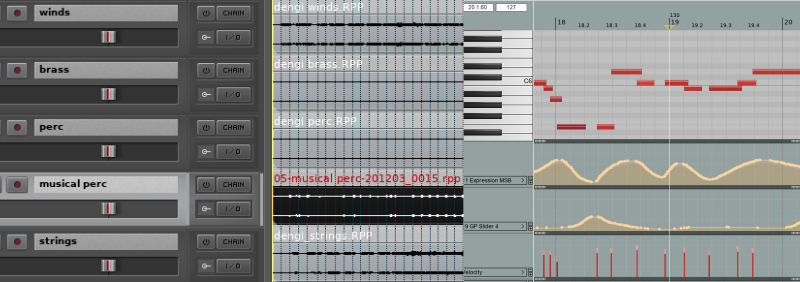 winds
CHAIN
I/O
brass
CHAIN
I/O
perc
CHAIN
I/O
musical perc
CHAIN
I/O
strings
CHAIN
I/O
dengi winds.RPP
dengi brass.RPP
dengi perc.RPP
05-musical perc-201203_0015.rpp
dengi_strings.RPP
20.1.60 127
130
18 18.2 18.3 18.4 19 19.2 19.3 19.4 20
C6
1 Expression MSB
9 GP Slider 4
Velocity